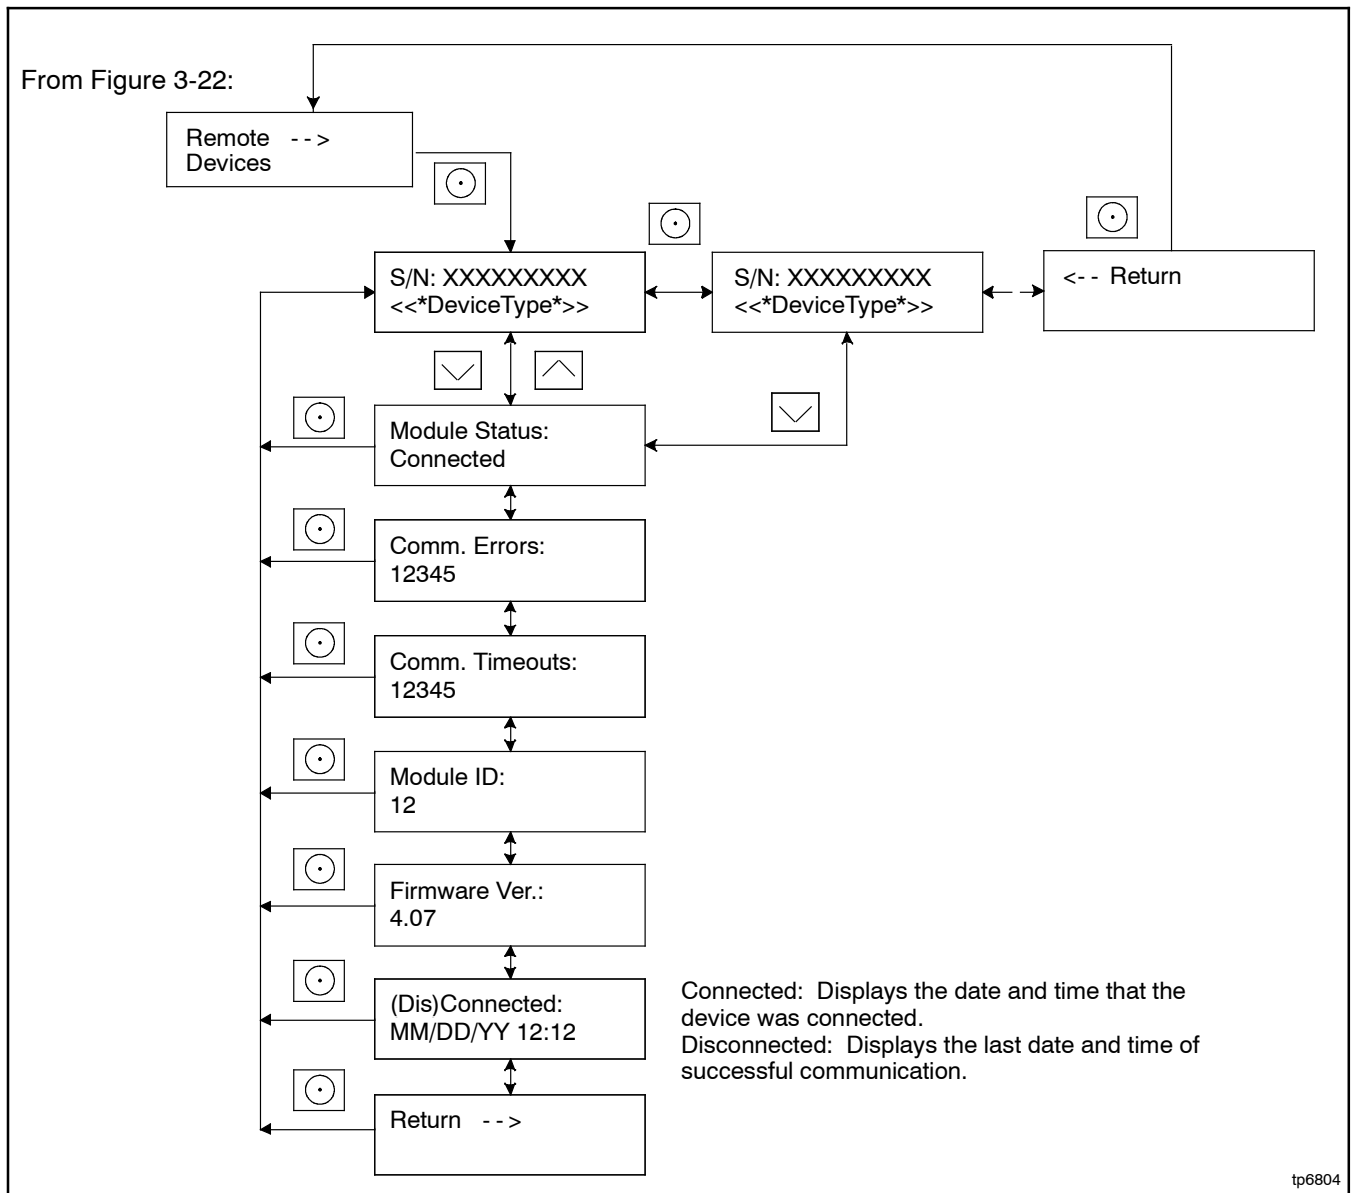 From Figure 3-22:
Remote -->
Devices
S/N: XXXXXXXXX
<<*DeviceType*>>
S/N: XXXXXXXXX
<<*DeviceType*>>
<-- Return
Module Status:
Connected
Comm. Errors:
12345
Comm. Timeouts:
12345
Module ID:
12
Firmware Ver.:
4.07
(Dis)Connected:
MM/DD/YY 12:12
Connected: Displays the date and time that the
device was connected.
Disconnected: Displays the last date and time of
successful communication.
Return -->
tp6804